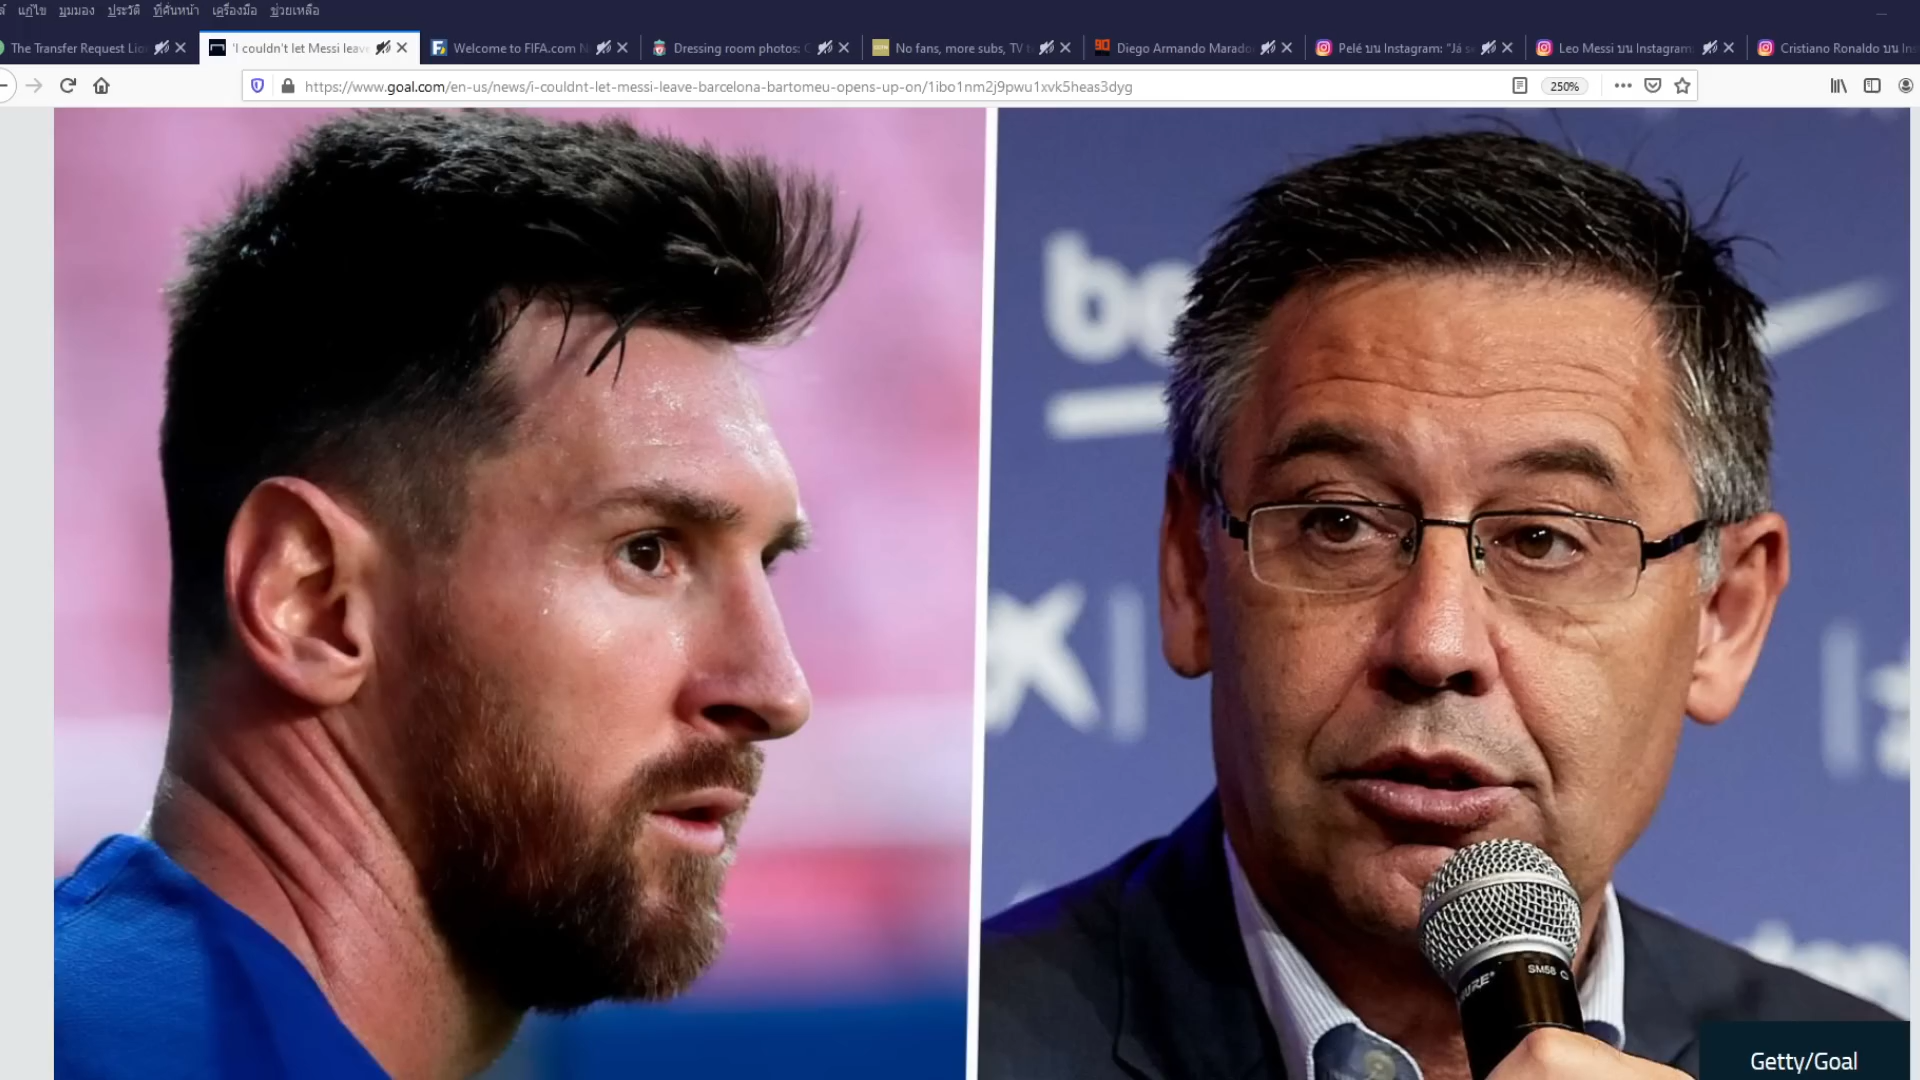 แก้ไข มุมมอง ประวัติ ที่คั่นหน้า เครื่องมือ ช่วยเหลือ
The Transfer Request Lio 'I couldn't let Messi leave Welcome to FIFA.com N Dressing room photos: C No fans, more subs, TV t Diego Armando Marado Pelé บน Instagram: "Já s Leo Messi บน Instagram Cristiano Ronaldo บน Ins
https://www.goal.com/en-us/news/i-couldnt-let-messi-leave-barcelona-bartomeu-opens-up-on/1ibo1nm2j9pwu1xvk5heas3dyg 250%
SM58
Getty/Goal